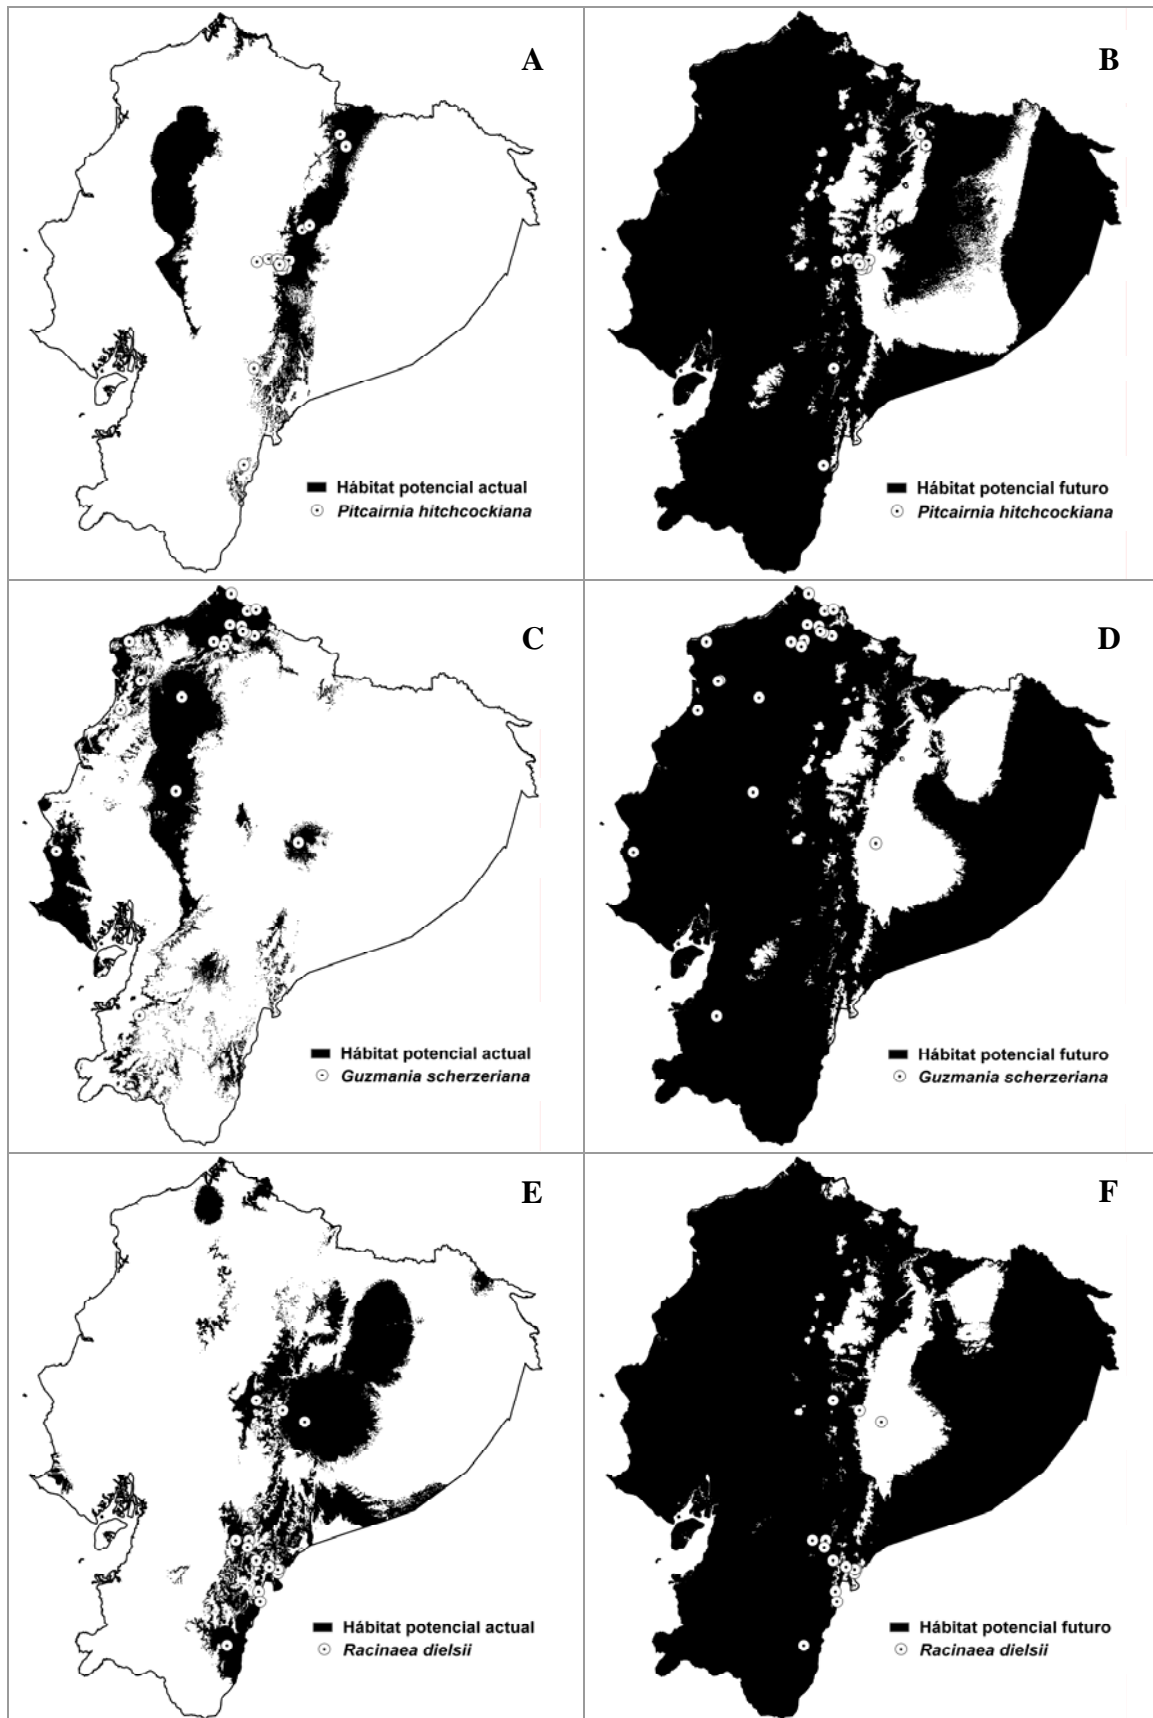 A
Hábitat potencial actual
Pitcairnia hitchcockiana
B
Hábitat potencial futuro
Pitcairnia hitchcockiana
C
Hábitat potencial actual
Guzmania scherzeriana
D
Hábitat potencial futuro
Guzmania scherzeriana
E
Hábitat potencial actual
Racinaea dielsii
F
Hábitat potencial futuro
Racinaea dielsii